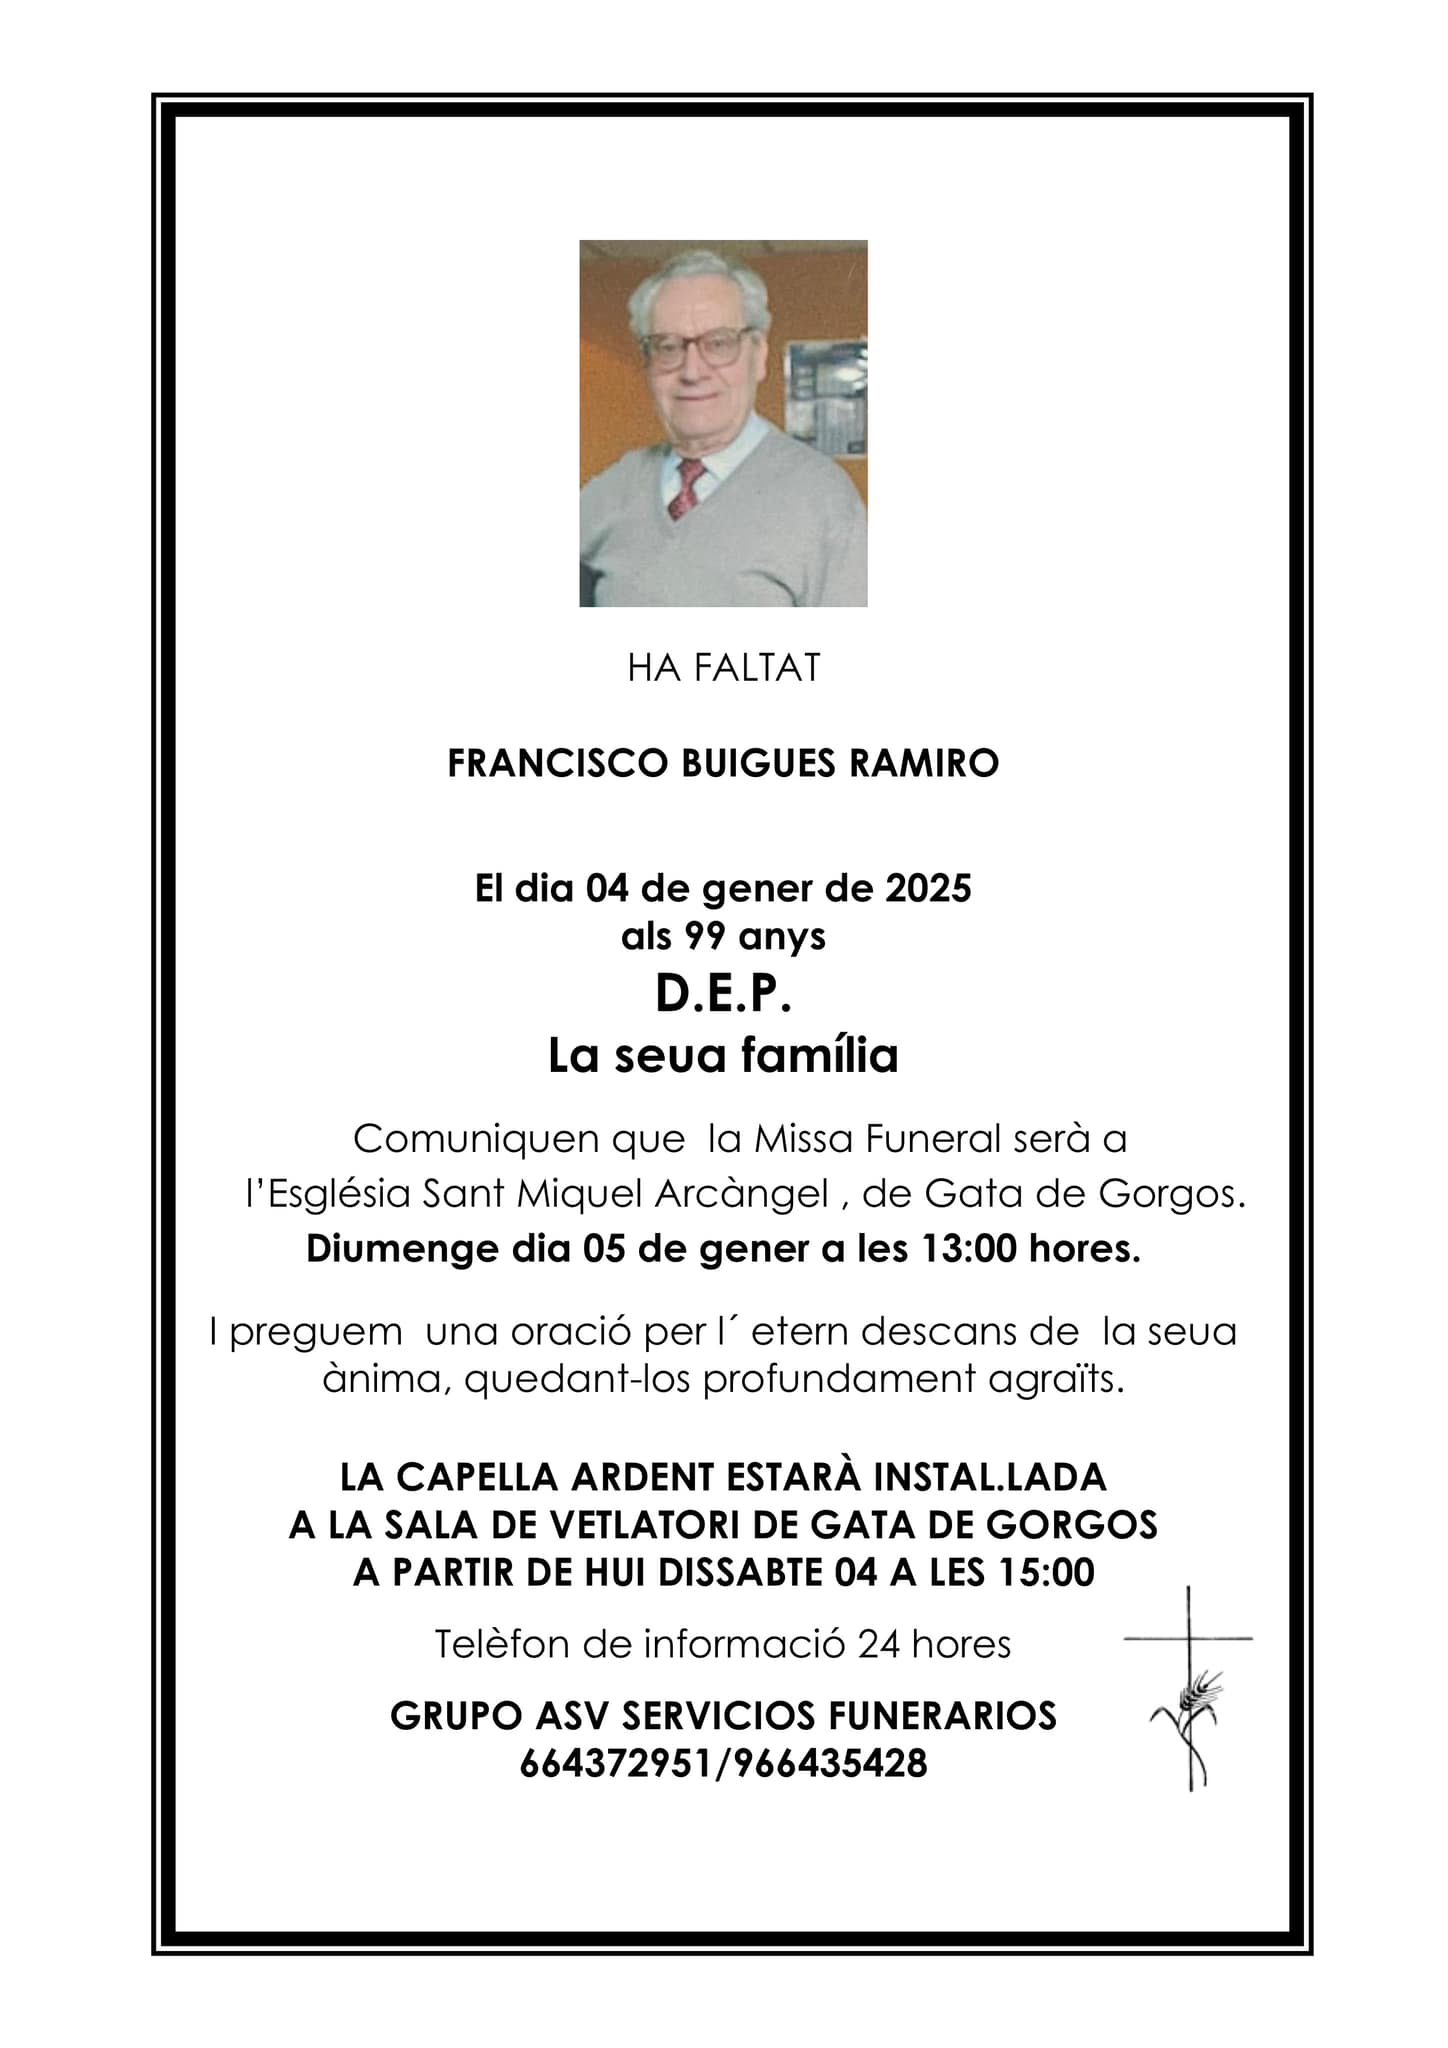 HA FALTAT
FRANCISCO BUIGUES RAMIRO
El dia 04 de gener de 2025
als 99 anys
D.E.P.
La seua família
Comuniquen que la Missa Funeral serà a
l’Església Sant Miquel Arcàngel , de Gata de Gorgos.
Diumenge dia 05 de gener a les 13:00 hores.
I preguem una oració per l´ etern descans de la seua
ànima, quedant-los profundament agraïts.
LA CAPELLA ARDENT ESTARÀ INSTAL.LADA
A LA SALA DE VETLATORI DE GATA DE GORGOS
A PARTIR DE HUI DISSABTE 04 A LES 15:00
Telèfon de informació 24 hores
GRUPO ASV SERVICIOS FUNERARIOS
664372951/966435428